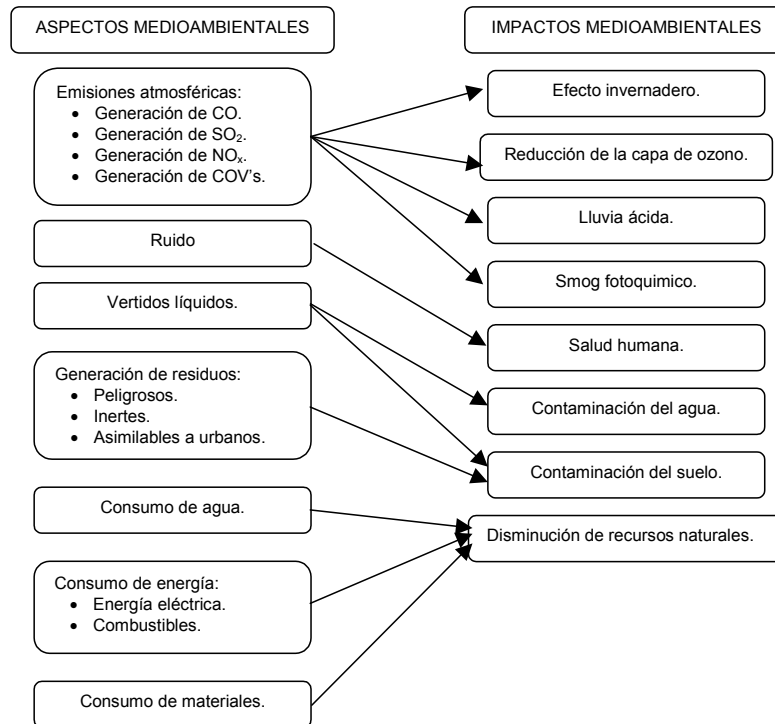 ASPECTOS MEDIOAMBIENTALES
Emisiones atmosféricas:
• Generación de CO.
• Generación de SO₂.
• Generación de NOₓ.
• Generación de COV’s.
Ruido
Vertidos líquidos.
Generación de residuos:
• Peligrosos.
• Inertes.
• Asimilables a urbanos.
Consumo de agua.
Consumo de energía:
• Energía eléctrica.
• Combustibles.
Consumo de materiales.
IMPACTOS MEDIOAMBIENTALES
Efecto invernadero.
Reducción de la capa de ozono.
Lluvia ácida.
Smog fotoquimico.
Salud humana.
Contaminación del agua.
Contaminación del suelo.
Disminución de recursos naturales.